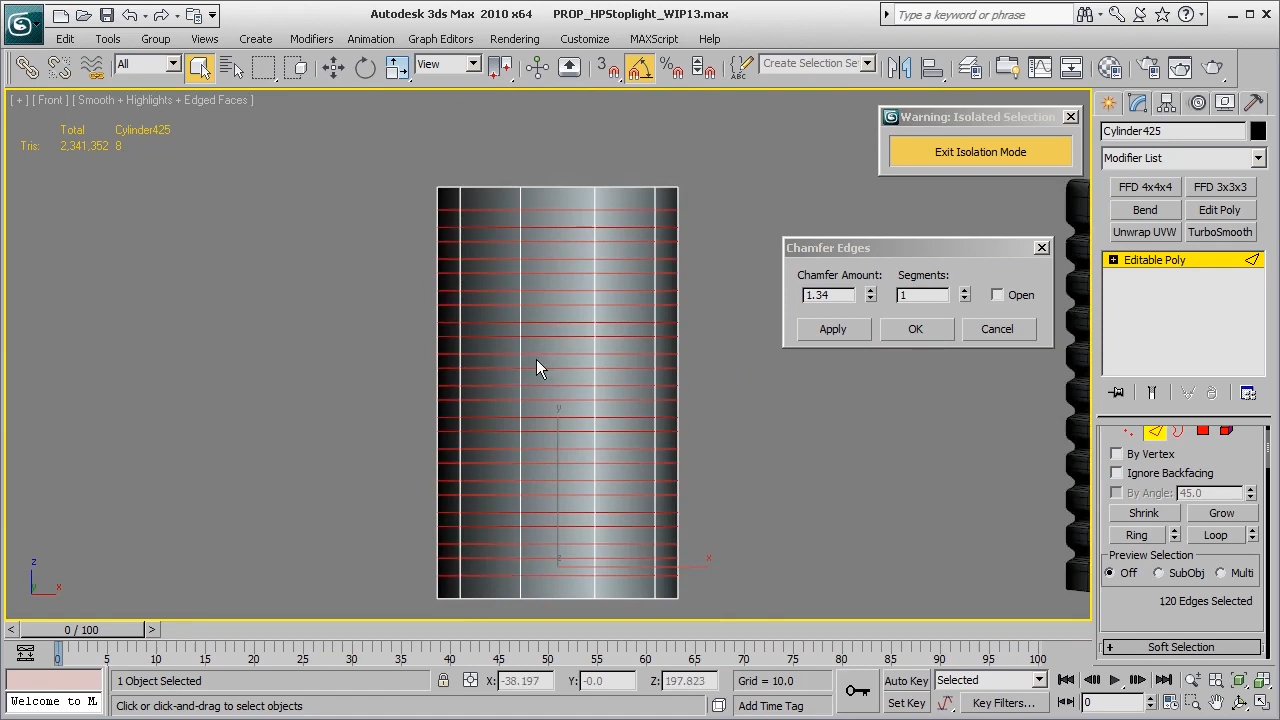 Autodesk 3ds Max 2010 x64 PROP_HPStoplight_WIP13.max
Type a keyword or phrase
Edit Tools Group Views Create Modifiers Animation Graph Editors Rendering Customize MAXScript Help
All View 3 Create Selection Se
[ + ] [ Front ] [ Smooth + Highlights + Edged Faces ]
Total Cylinder425
Tris: 2,341,352 8
Warning: Isolated Selection
Exit Isolation Mode
Chamfer Edges
Chamfer Amount: Segments:
1.34 1 Open
Apply OK Cancel
y
z x
z
y x
Cylinder425
Modifier List
FFD 4x4x4 FFD 3x3x3
Bend Edit Poly
Unwrap UVW TurboSmooth
Editable Poly
By Vertex
Ignore Backfacing
By Angle: 45.0
Shrink Grow
Ring Loop
Preview Selection
Off SubObj Multi
120 Edges Selected
+ Soft Selection
< 0 / 100 >
0 5 10 15 20 25 30 35 40 45 50 55 60 65 70 75 80 85 90 95 100
1 Object Selected X: -38.197 Y: -0.0 Z: 197.823 Grid = 10.0 Auto Key Selected
Welcome to M Click or click-and-drag to select objects Add Time Tag Set Key Key Filters... 0